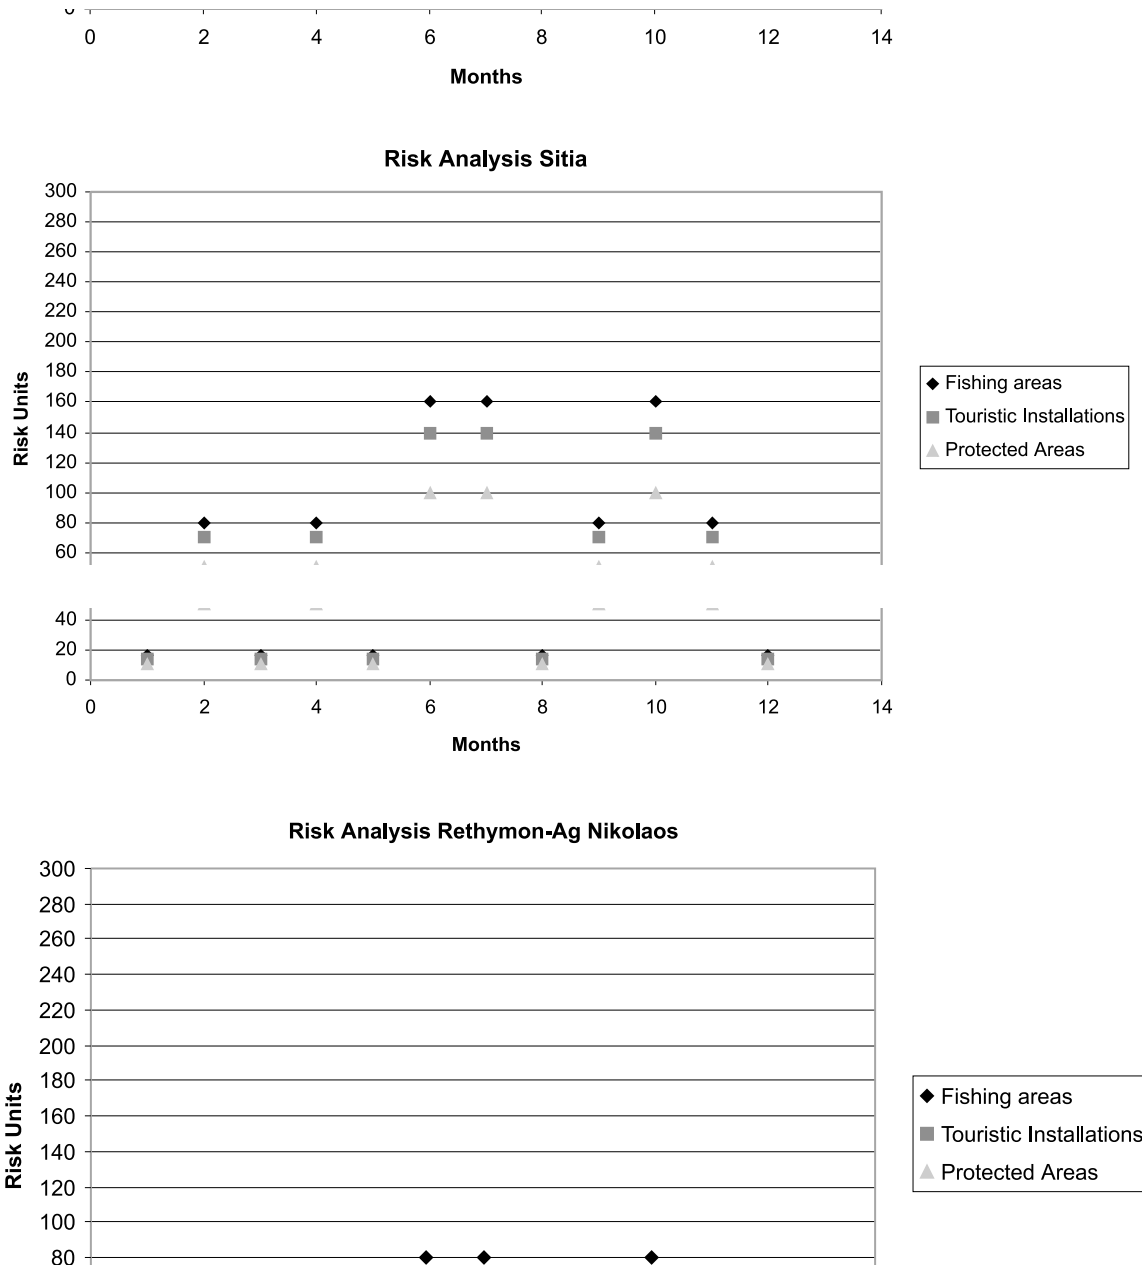 0
0 2 4 6 8 10 12 14
Months
Risk Analysis Sitia
300
280
260
240
220
200
180
160
140
120
100
80
60
40
20
0
Risk Units
0 2 4 6 8 10 12 14
Months
Fishing areas
Touristic Installations
Protected Areas
Risk Analysis Rethymon-Ag Nikolaos
300
280
260
240
220
200
180
160
140
120
100
80
Risk Units
Fishing areas
Touristic Installations
Protected Areas